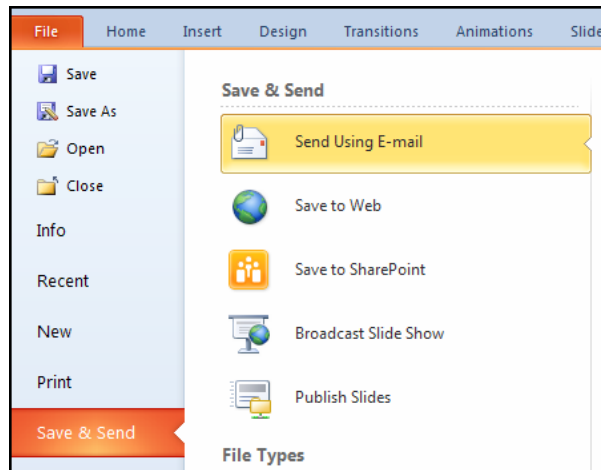 File Home Insert Design Transitions Animations Slide
Save
Save As
Open
Close
Info
Recent
New
Print
Save & Send
Save & Send
Send Using E-mail
Save to Web
Save to SharePoint
Broadcast Slide Show
Publish Slides
File Types